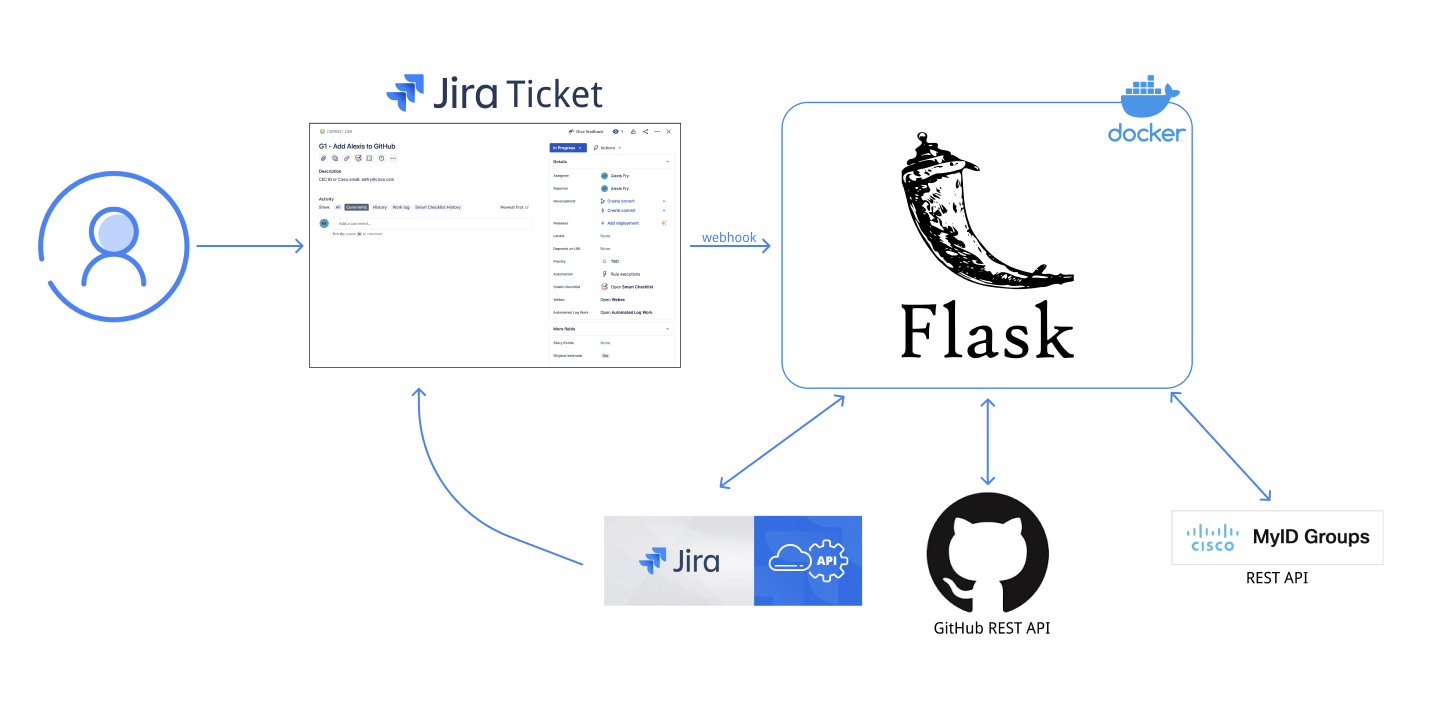 Jira Ticket
Give feedback
1
G1 - Add Alexis to GitHub
In Progress
Actions
Description
CEC ID or Cisco email: alefry@cisco.com
Details
Assignee
Alexis Fry
Reporter
Alexis Fry
Development
Create branch
Create commit
Activity
Show:
All
Comments
History
Work log
Smart Checklist History
Newest first
Add a comment...
Pro tip: press
to comment
Releases
Add deployment
Labels
None
Depends on URL
None
Priority
TBD
Automation
Rule executions
Smart Checklist
Open Smart Checklist
Webex
Open Webex
Automated Log Work
Open Automated Log Work
More fields
Story Points
None
Original estimate
webhook
docker
Flask
Jira
API
GitHub REST API
CISCO
MyID Groups
REST API